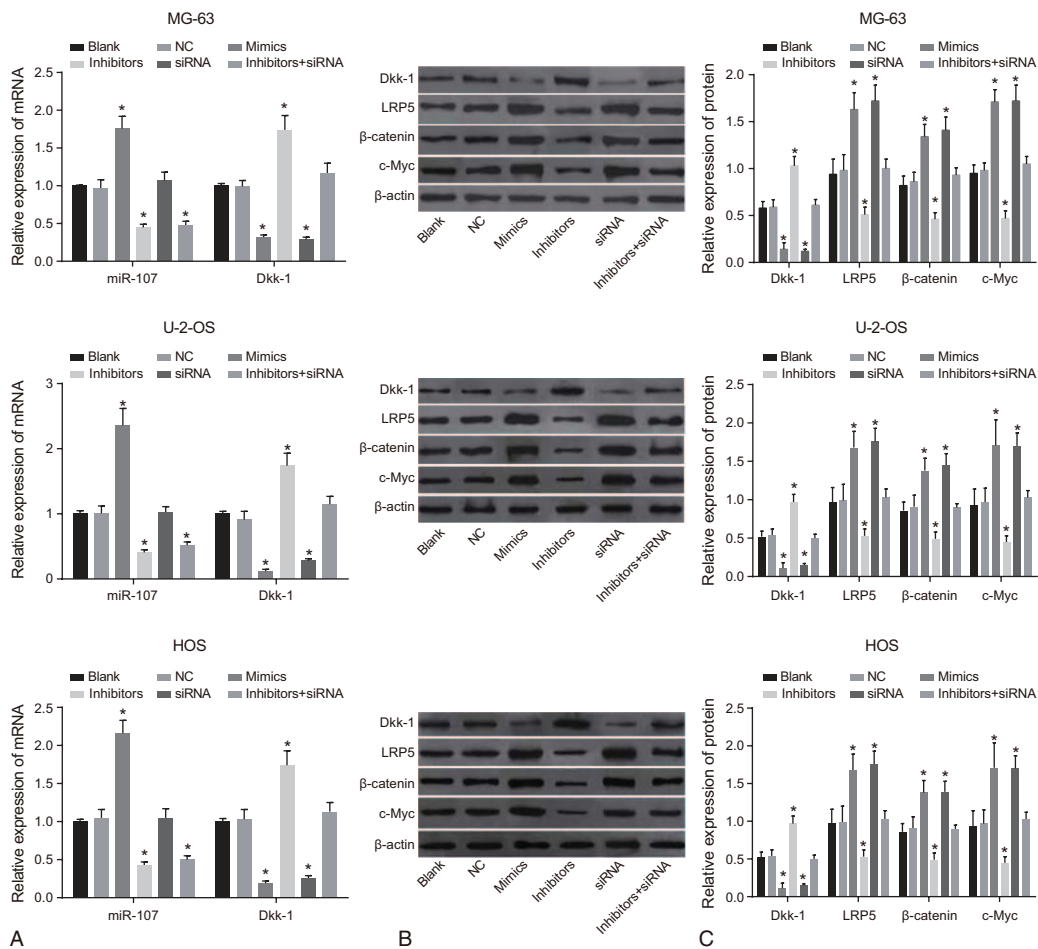 MG-63
Blank NC Mimics
Inhibitors siRNA Inhibitors+siRNA
Relative expression of mRNA
2.5
2.0
1.5
1.0
0.5
0.0
* * * * * *
miR-107 Dkk-1
Dkk-1
LRP5
β-catenin
c-Myc
β-actin
Blank NC Mimics Inhibitors siRNA Inhibitors+siRNA
MG-63
Blank NC Mimics
Inhibitors siRNA Inhibitors+siRNA
Relative expression of protein
2.0
1.5
1.0
0.5
0.0
* * * * * * * * * * * *
Dkk-1 LRP5 β-catenin c-Myc
U-2-OS
Blank NC Mimics
Inhibitors siRNA Inhibitors+siRNA
Relative expression of mRNA
3
2
1
0
* * * * * *
miR-107 Dkk-1
Dkk-1
LRP5
β-catenin
c-Myc
β-actin
Blank NC Mimics Inhibitors siRNA Inhibitors+siRNA
U-2-OS
Blank NC Mimics
Inhibitors siRNA Inhibitors+siRNA
Relative expression of protein
2.5
2.0
1.5
1.0
0.5
0.0
* * * * * * * * * * * *
Dkk-1 LRP5 β-catenin c-Myc
HOS
Blank NC Mimics
Inhibitors siRNA Inhibitors+siRNA
Relative expression of mRNA
2.5
2.0
1.5
1.0
0.5
0.0
* * * * * *
miR-107 Dkk-1
A
Dkk-1
LRP5
β-catenin
c-Myc
β-actin
Blank NC Mimics Inhibitors siRNA Inhibitors+siRNA
B
HOS
Blank NC Mimics
Inhibitors siRNA Inhibitors+siRNA
Relative expression of protein
2.5
2.0
1.5
1.0
0.5
0.0
* * * * * * * * * * * *
Dkk-1 LRP5 β-catenin c-Myc
C